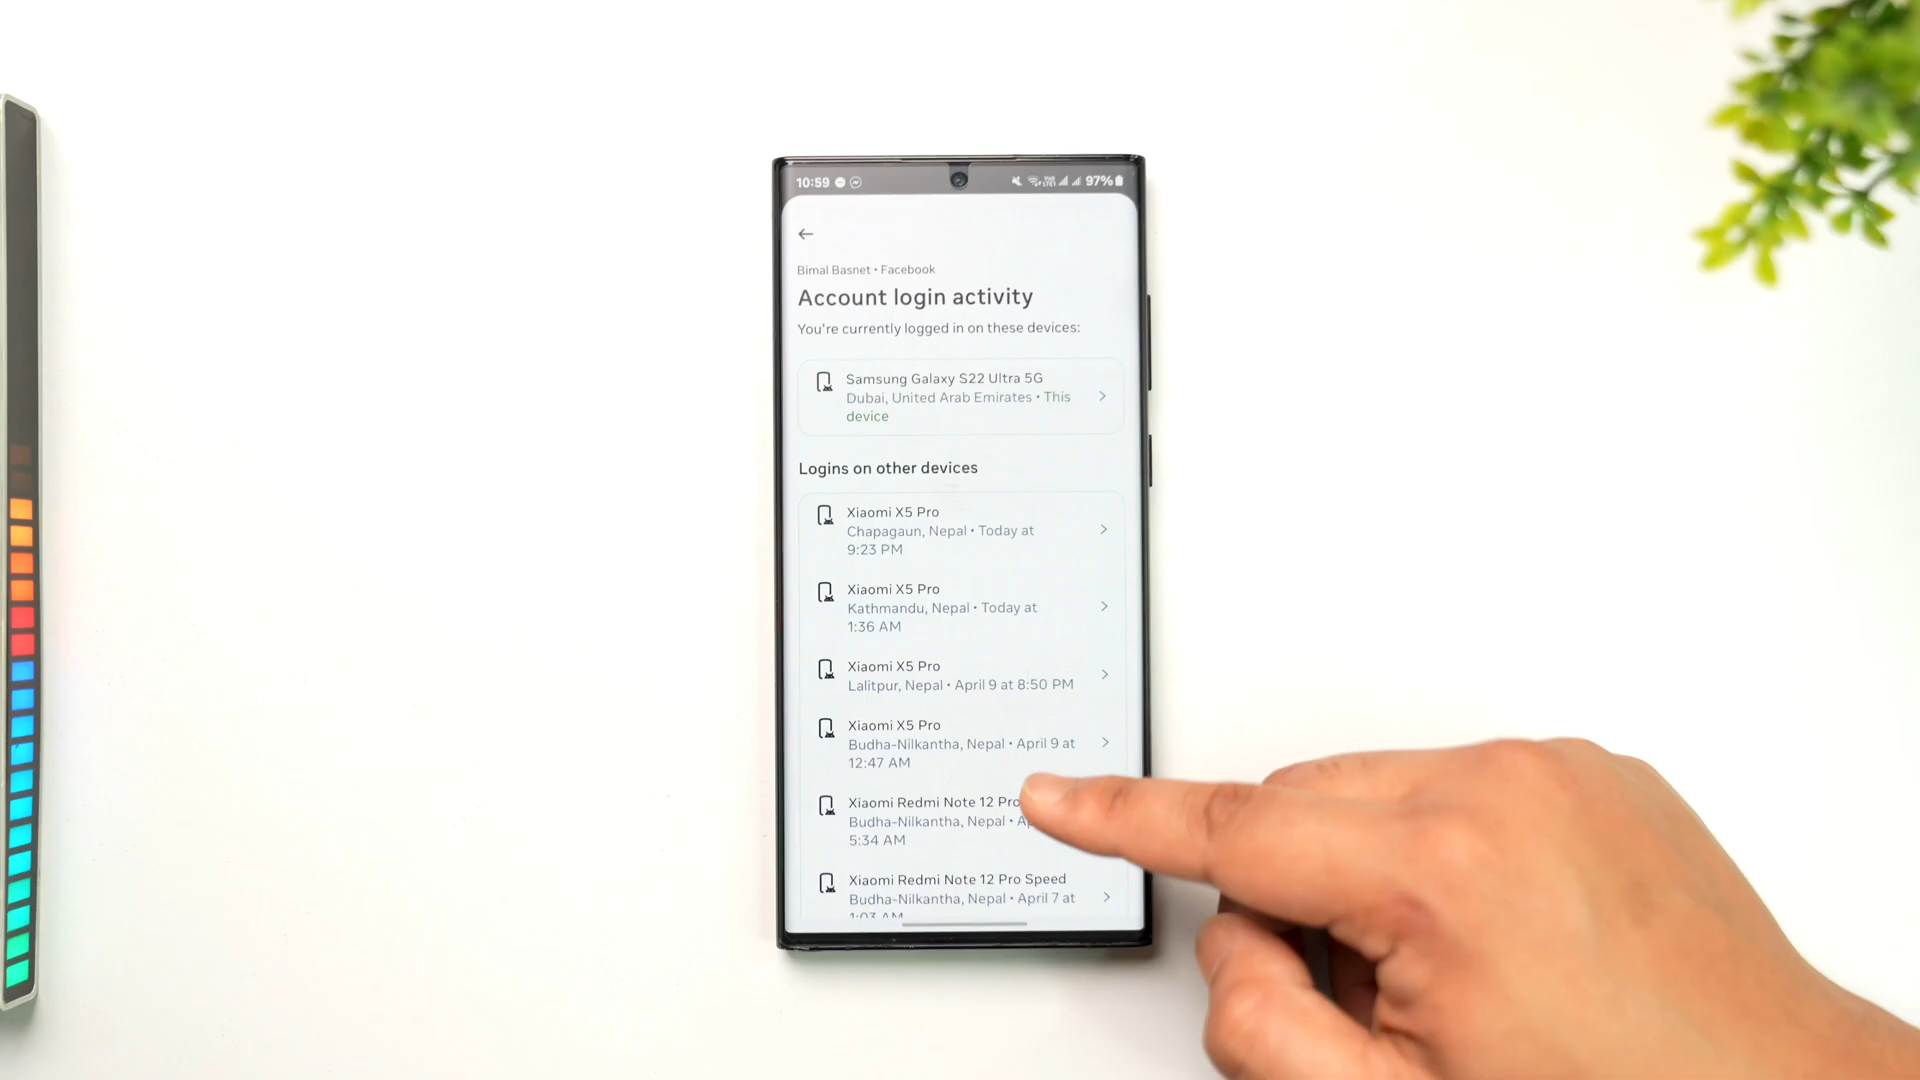 10:59
97%
Bimal Basnet • Facebook
Account login activity
You're currently logged in on these devices:
Samsung Galaxy S22 Ultra 5G
Dubai, United Arab Emirates • This
device
Logins on other devices
Xiaomi X5 Pro
Chapagaun, Nepal • Today at
9:23 PM
Xiaomi X5 Pro
Kathmandu, Nepal • Today at
1:36 AM
Xiaomi X5 Pro
Lalitpur, Nepal • April 9 at 8:50 PM
Xiaomi X5 Pro
Budha-Nilkantha, Nepal • April 9 at
12:47 AM
Xiaomi Redmi Note 12 Pro
Budha-Nilkantha, Nepal •
5:34 AM
Xiaomi Redmi Note 12 Pro Speed
Budha-Nilkantha, Nepal • April 7 at
1:03 AM